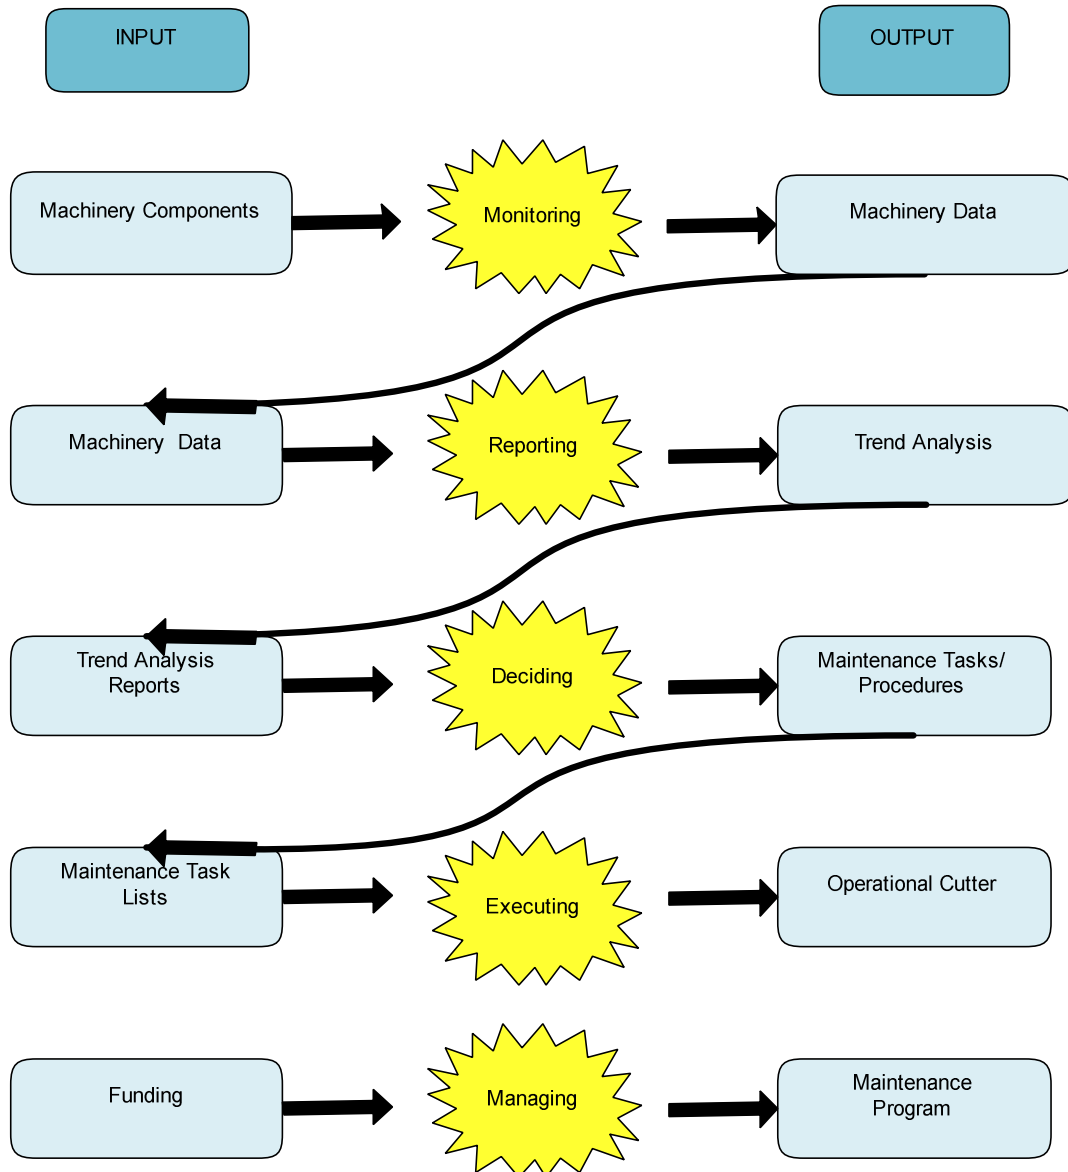 INPUT
OUTPUT
Machinery Components
Monitoring
Machinery Data
Machinery  Data
Reporting
Trend Analysis
Trend Analysis
Reports
Deciding
Maintenance Tasks/
Procedures
Maintenance Task
Lists
Executing
Operational Cutter
Funding
Managing
Maintenance
Program